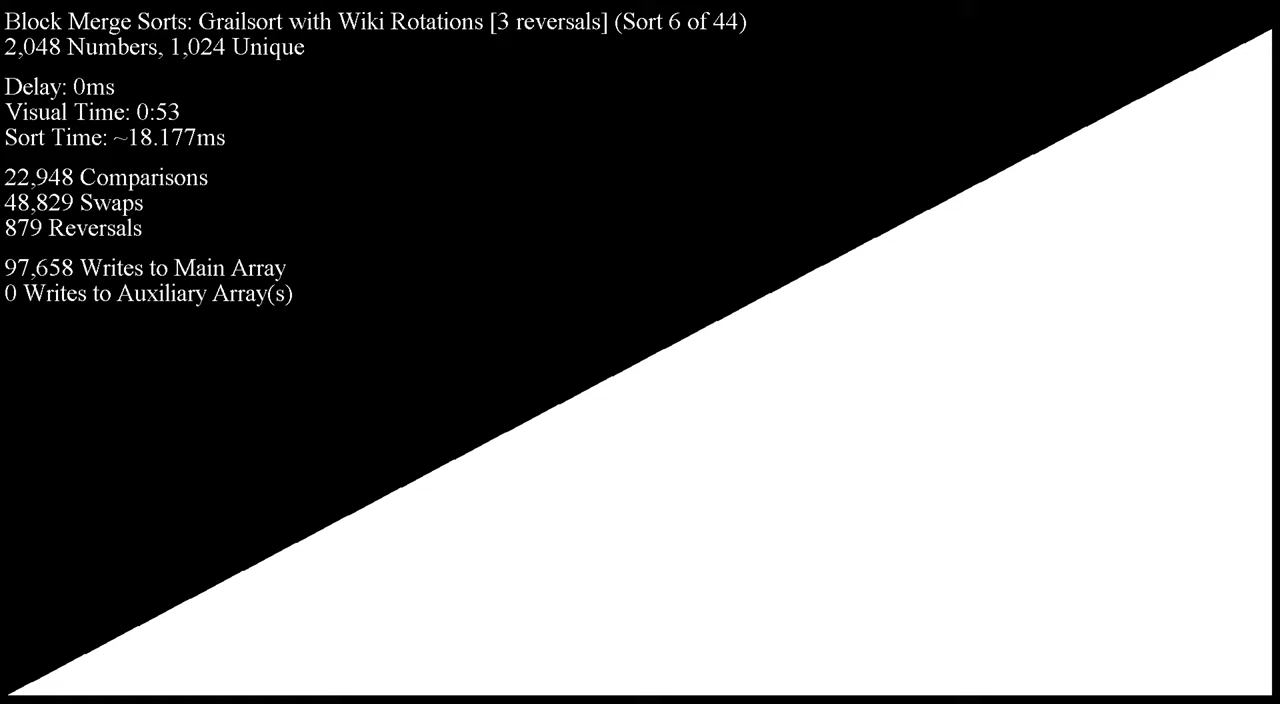 Block Merge Sorts: Grailsort with Wiki Rotations [3 reversals] (Sort 6 of 44)
2,048 Numbers, 1,024 Unique
Delay: 0ms
Visual Time: 0:53
Sort Time: ~18.177ms
22,948 Comparisons
48,829 Swaps
879 Reversals
97,658 Writes to Main Array
0 Writes to Auxiliary Array(s)